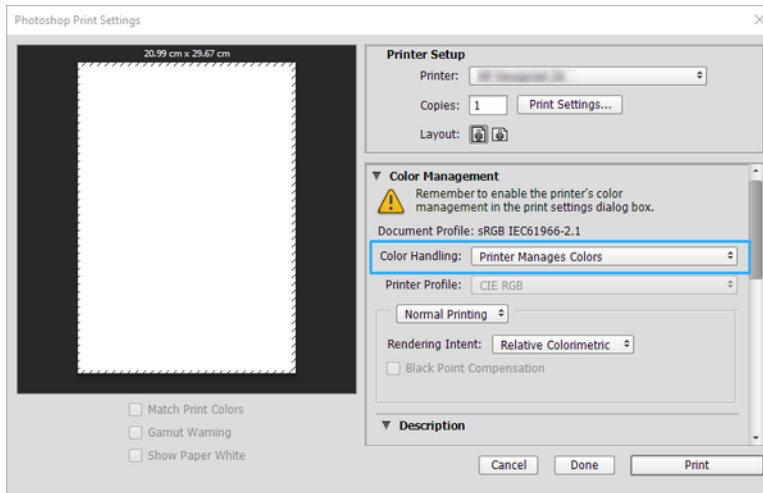 Photoshop Print Settings
20.99 cm x 29.67 cm
Match Print Colors
Gamut Warning
Show Paper White
Printer Setup
Printer:
Copies: 1 Print Settings...
Layout:
Color Management
Remember to enable the printer's color
management in the print settings dialog box.
Document Profile: sRGB IEC61966-2.1
Color Handling: Printer Manages Colors
Printer Profile: CIE RGB
Normal Printing
Rendering Intent: Relative Colorimetric
Black Point Compensation
Description
Cancel Done Print